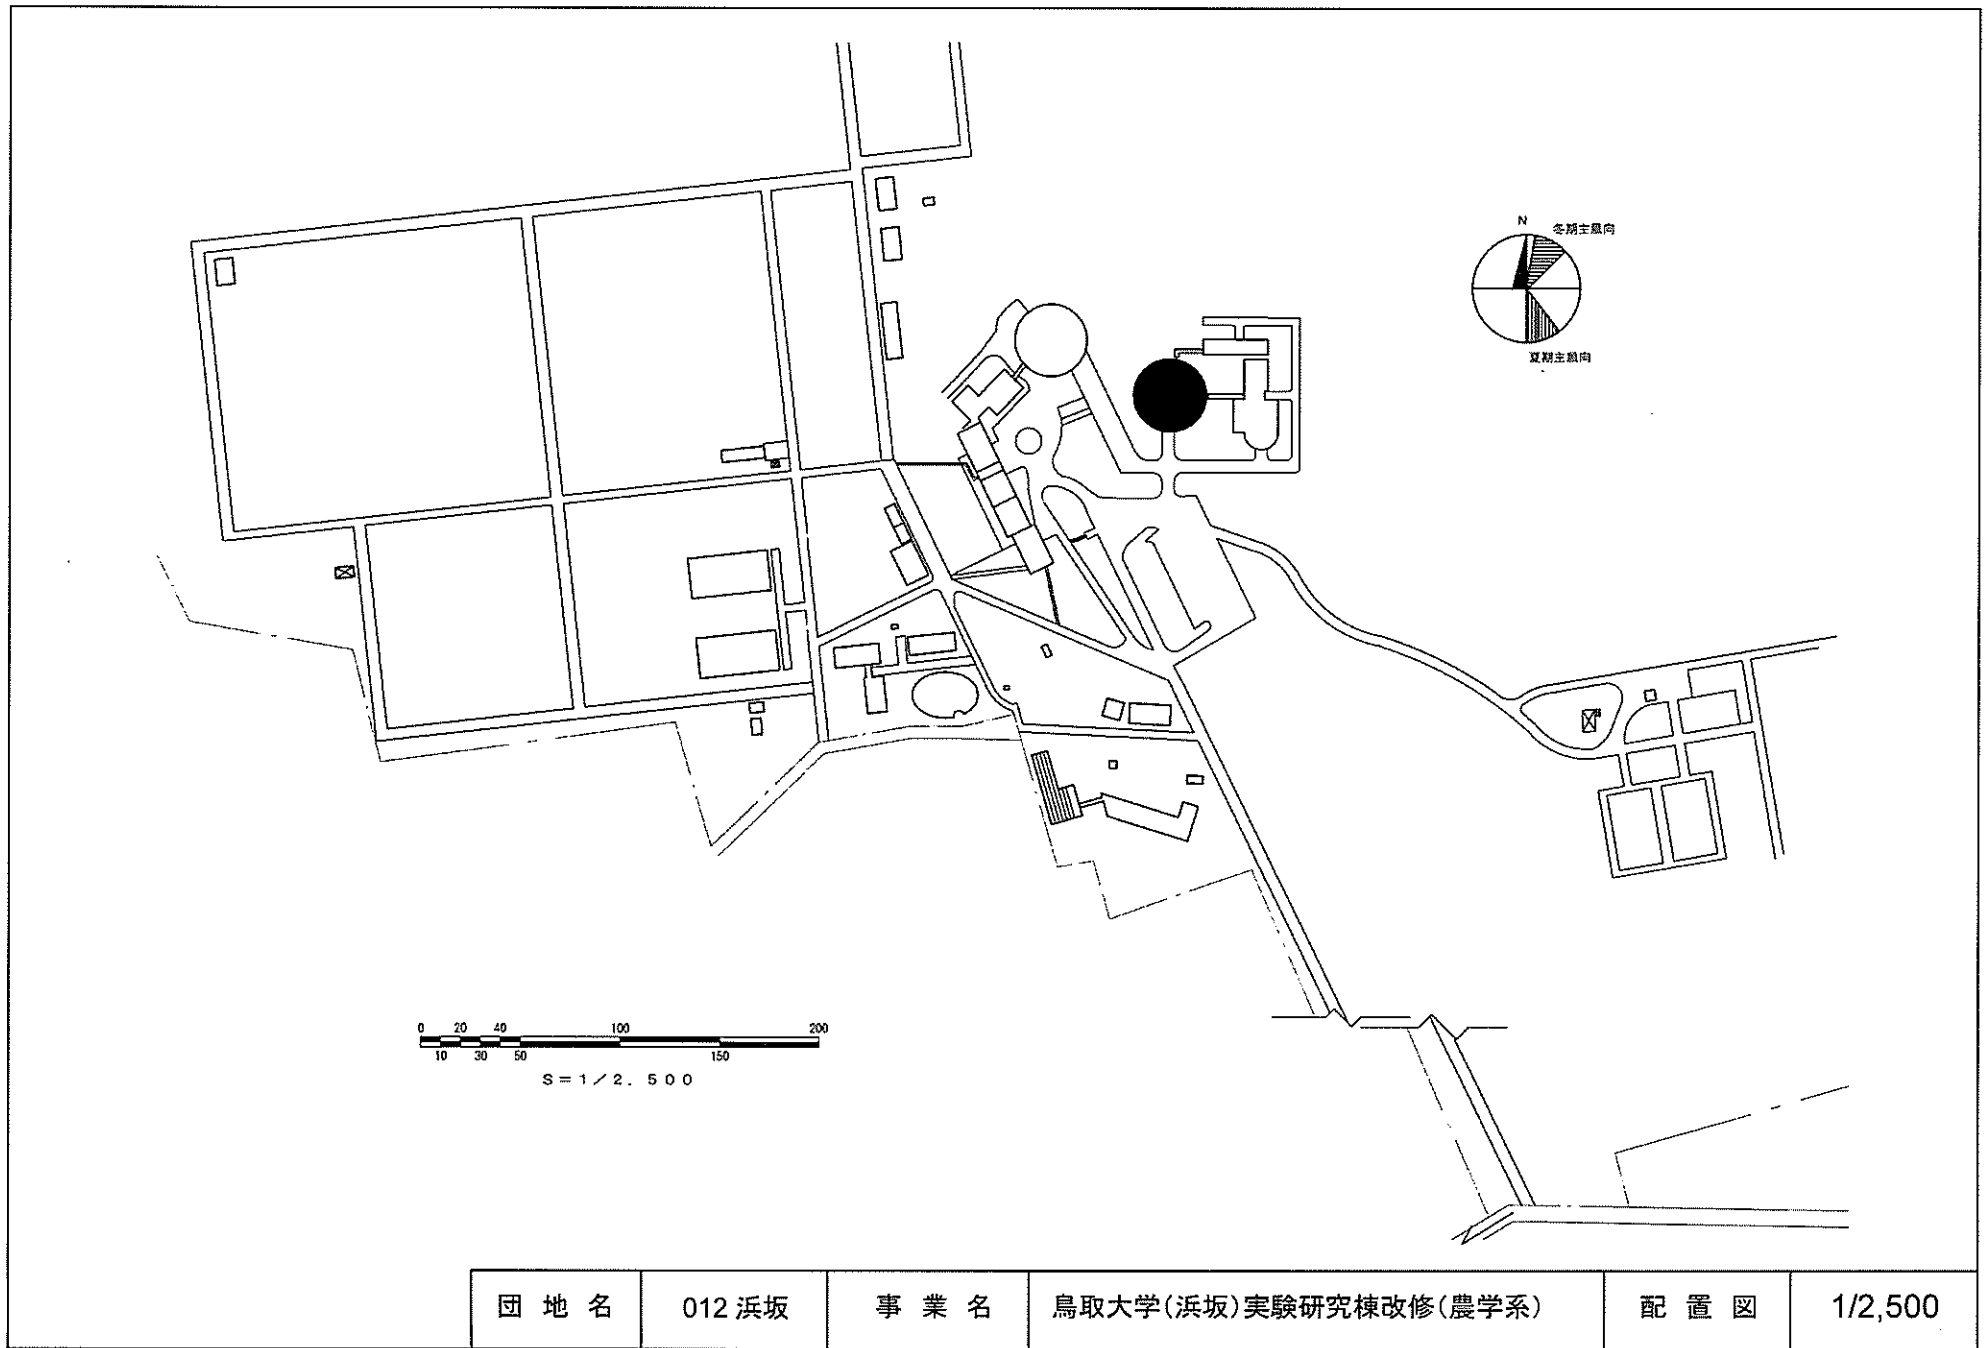 N
冬期主風向
夏期主風向
0 20 40 100 200
10 30 50 150
S=1/2.500
団地名 012 浜坂 事業名 鳥取大学(浜坂)実験研究棟改修(農学系) 配置図 1/2,500